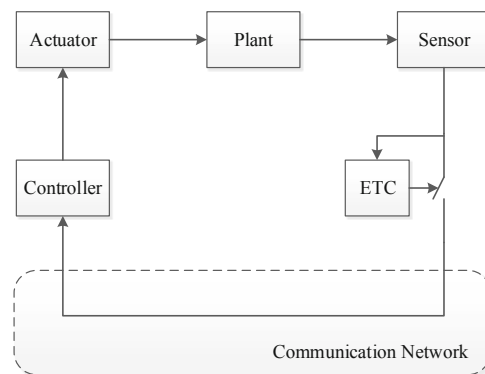 Actuator
Plant
Sensor
Controller
ETC
Communication Network